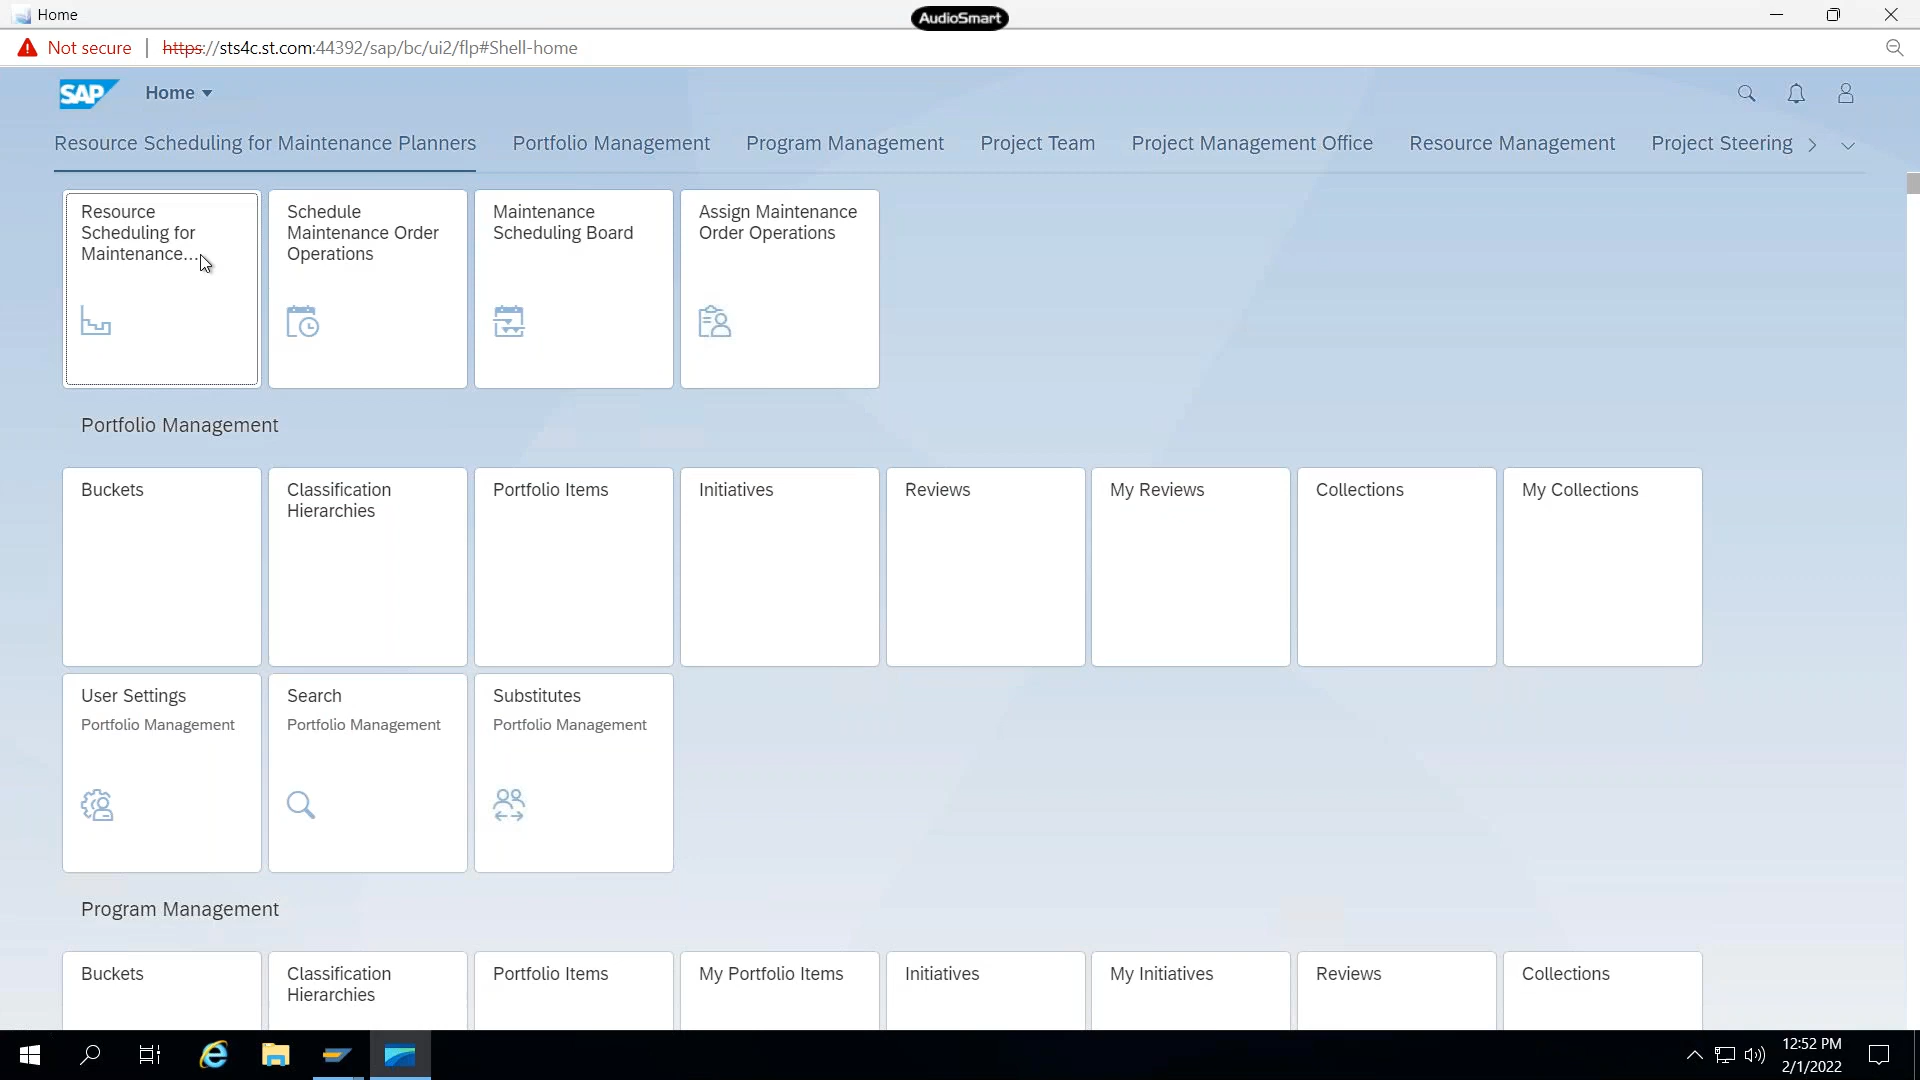 Home
AudioSmart
Not secure
https://sts4c.st.com:44392/sap/bc/ui2/flp#Shell-home
SAP
Home
Resource Scheduling for Maintenance Planners
Portfolio Management
Program Management
Project Team
Project Management Office
Resource Management
Project Steering
Resource
Scheduling for
Maintenance...
Schedule
Maintenance Order
Operations
Maintenance
Scheduling Board
Assign Maintenance
Order Operations
Portfolio Management
Buckets
Classification
Hierarchies
Portfolio Items
Initiatives
Reviews
My Reviews
Collections
My Collections
User Settings
Portfolio Management
Search
Portfolio Management
Substitutes
Portfolio Management
Program Management
Buckets
Classification
Hierarchies
Portfolio Items
My Portfolio Items
Initiatives
My Initiatives
Reviews
Collections
12:52 PM
2/1/2022